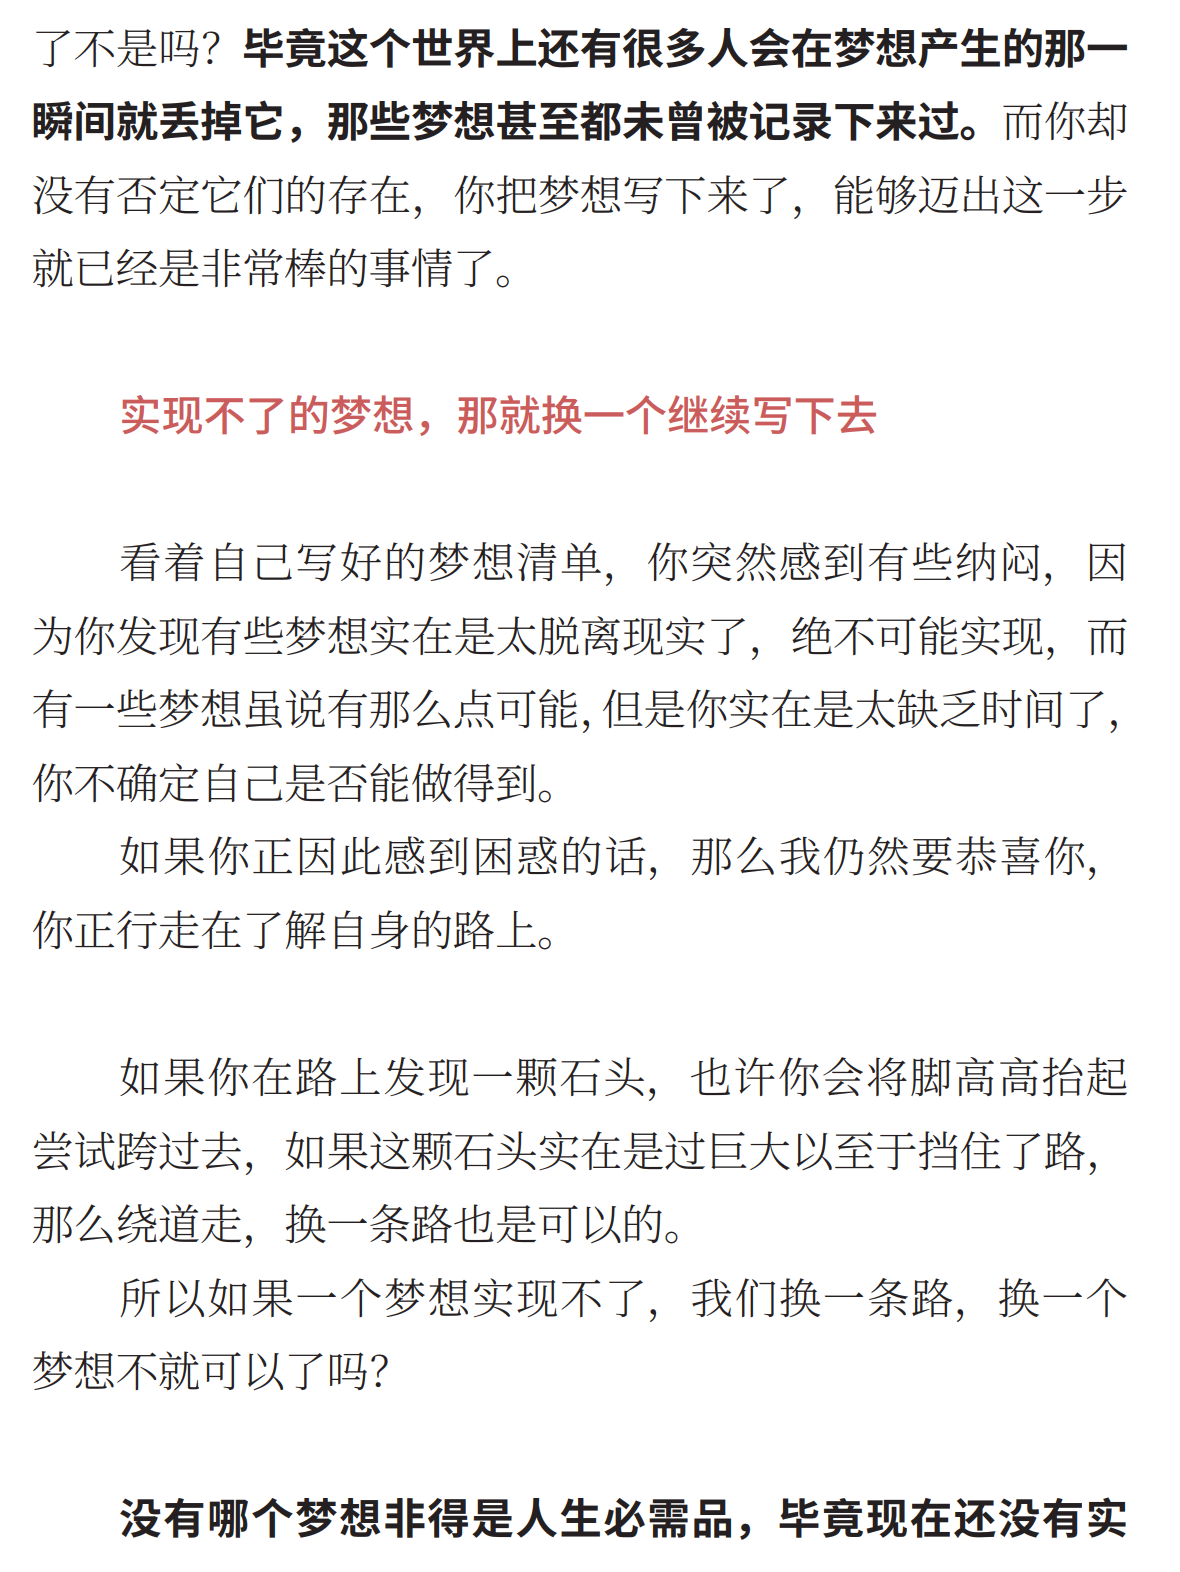 了不是吗？毕竟这个世界上还有很多人会在梦想产生的那一
瞬间就丢掉它，那些梦想甚至都未曾被记录下来过。而你却
没有否定它们的存在，你把梦想写下来了，能够迈出这一步
就已经是非常棒的事情了。
实现不了的梦想，那就换一个继续写下去
看着自己写好的梦想清单，你突然感到有些纳闷，因
为你发现有些梦想实在是太脱离现实了，绝不可能实现，而
有一些梦想虽说有那么点可能，但是你实在是太缺乏时间了，
你不确定自己是否能做得到。
如果你正因此感到困惑的话，那么我仍然要恭喜你，
你正行走在了解自身的路上。
如果你在路上发现一颗石头，也许你会将脚高高抬起
尝试跨过去，如果这颗石头实在是过巨大以至于挡住了路，
那么绕道走，换一条路也是可以的。
所以如果一个梦想实现不了，我们换一条路，换一个
梦想不就可以了吗？
没有哪个梦想非得是人生必需品，毕竟现在还没有实